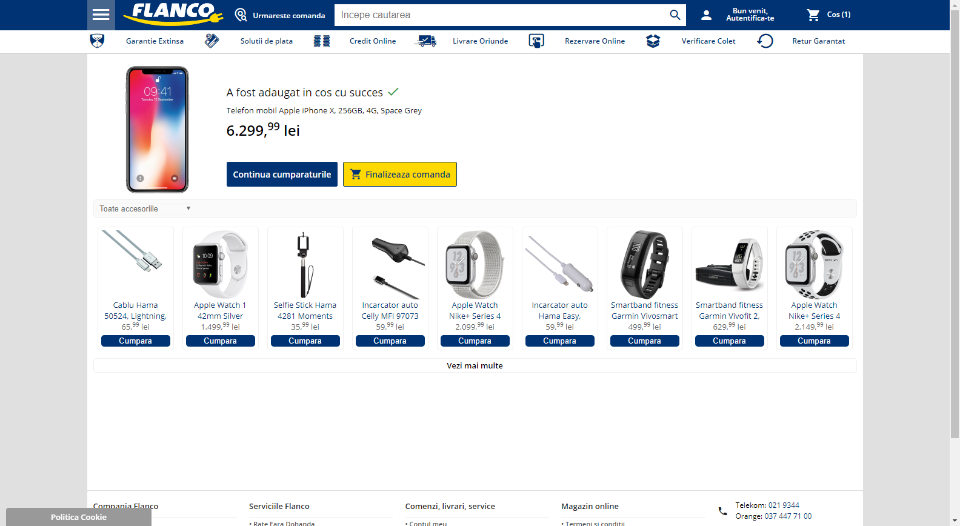 FLANCO
Urmareste comanda
Incepe cautarea
Bun venit,
Autentifica-te
Cos (1)
Garantie Extinsa
Solutii de plata
Credit Online
Livrare Oriunde
Rezervare Online
Verificare Colet
Retur Garantat
A fost adaugat in cos cu succes
Telefon mobil Apple iPhone X, 256GB, 4G, Space Grey
6.299,99 lei
Continua cumparaturile
Finalizeaza comanda
Toate accesoriile
Cablu Hama
50524, Lightning,
65,99 lei
Cumpara
Apple Watch 1
42mm Silver
1.499,99 lei
Cumpara
Selfie Stick Hama
4281 Moments
35,99 lei
Cumpara
Incarcator auto
Celly MFI 97073
59,99 lei
Cumpara
Apple Watch
Nike+ Series 4
2.099,99 lei
Cumpara
Incarcator auto
Hama Easy,
59,99 lei
Cumpara
Smartband fitness
Garmin Vivosmart
499,99 lei
Cumpara
Smartband fitness
Garmin Vivofit 2,
629,99 lei
Cumpara
Apple Watch
Nike+ Series 4
2.149,99 lei
Cumpara
Vezi mai multe
Compania Flanco
Serviciile Flanco
• Rate Fara Dobanda
Comenzi, livrari, service
• Contul meu
Magazin online
• Termeni si conditii
Telekom: 021 9344
Orange: 037 447 71 00
Politica Cookie